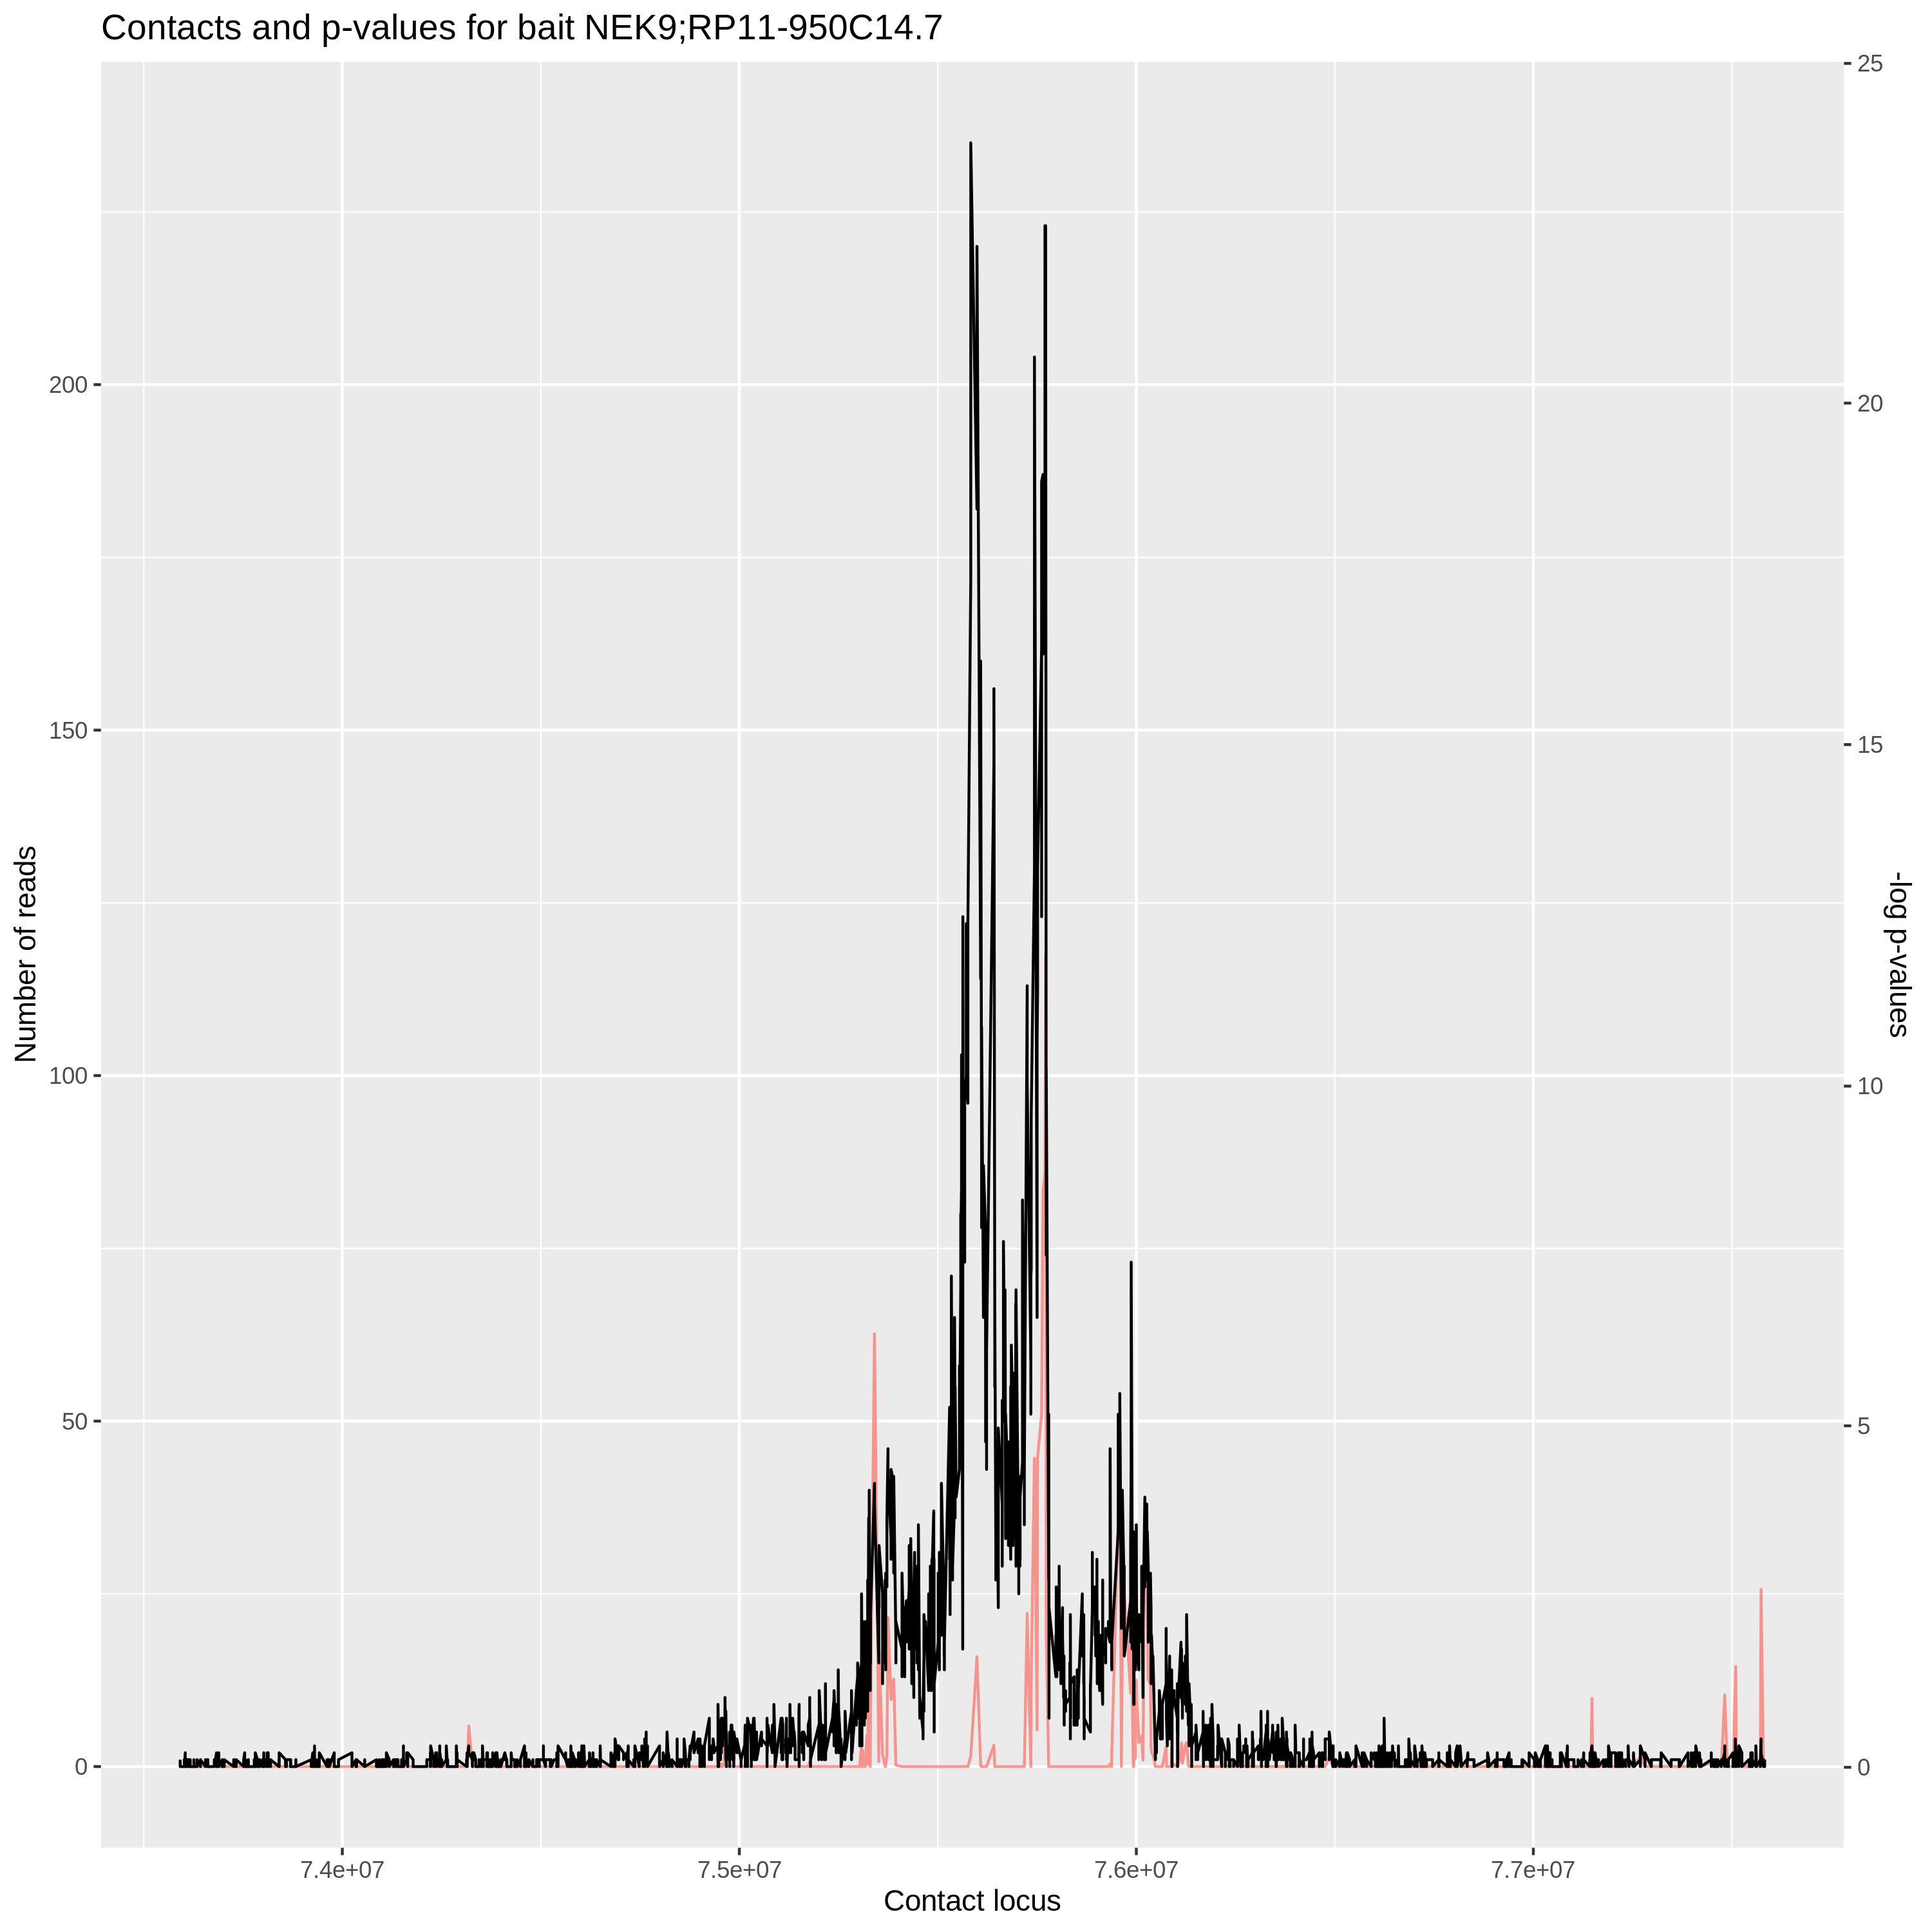 Contacts and p-values for bait NEK9;RP11-950C14.7
25
20
15
10
5
0
200
150
100
50
0
Number of reads
-log p-values
7.4e+07 7.5e+07 7.6e+07 7.7e+07
Contact locus